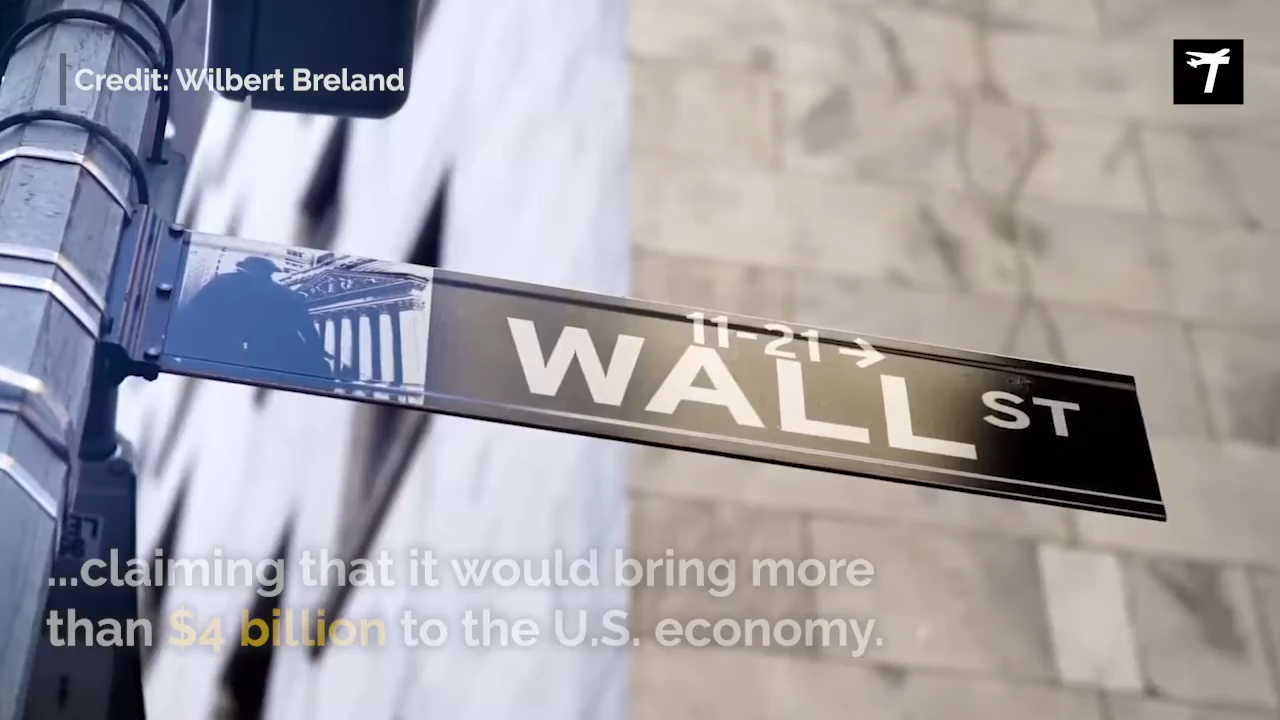 Credit: Wilbert Breland
T
11-21 →
WALL ST
...claiming that it would bring more
than $4 billion to the U.S. economy.